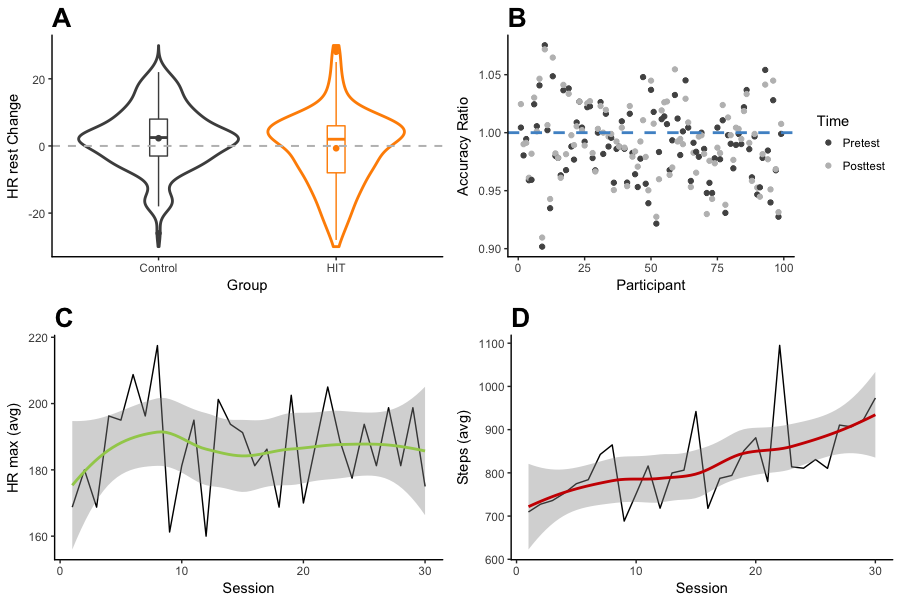 A
HR rest Change
20
0
-20
Control
HIT
Group
B
Accuracy Ratio
1.05
1.00
0.95
0.90
0
25
50
75
100
Participant
Time
Pretest
Posttest
C
HR max (avg)
220
200
180
160
0
10
20
30
Session
D
Steps (avg)
1100
1000
900
800
700
600
0
10
20
30
Session